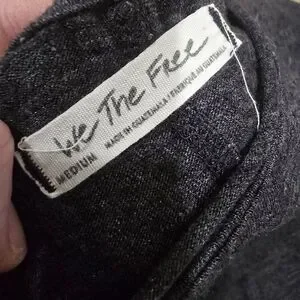 We The Free
MEDIUM
MADE IN GUATEMALA / FABRIQUÉ AU GUATEMALA